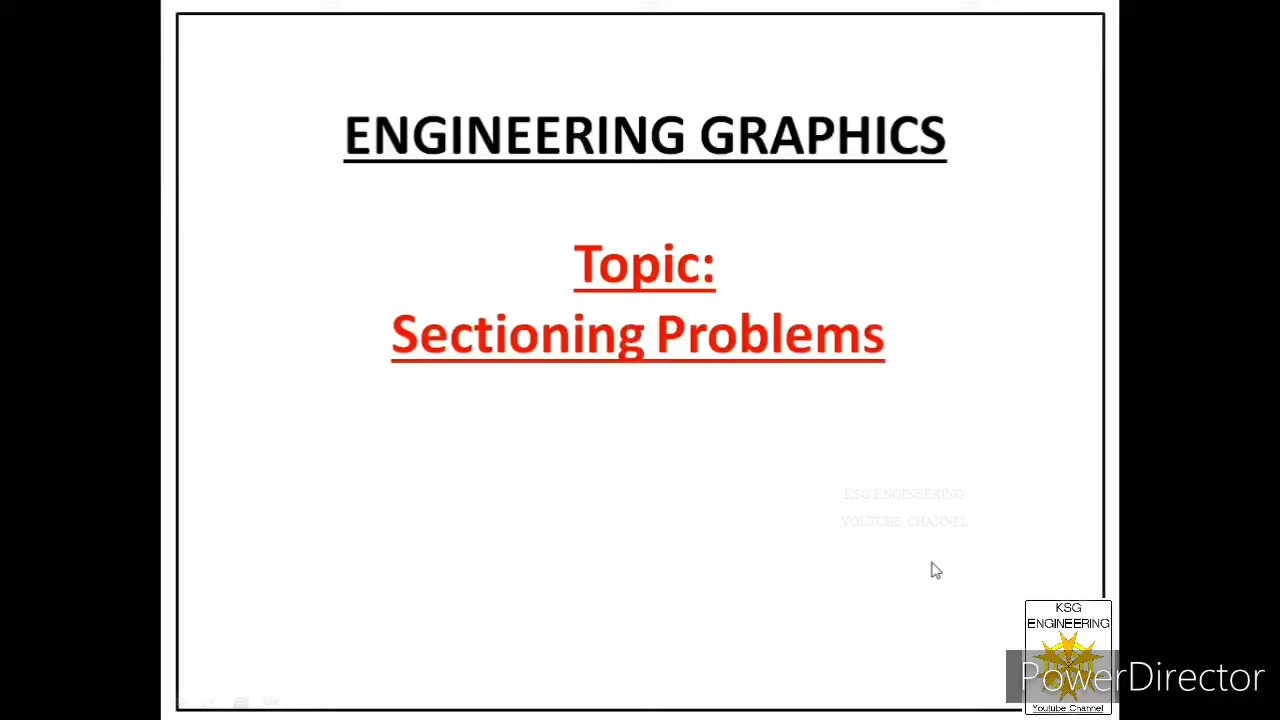 ENGINEERING GRAPHICS
Topic:
Sectioning Problems
KSG ENGINEERING
YOUTUBE CHANNEL
KSG
ENGINEERING
PowerDirector
Youtube Channel